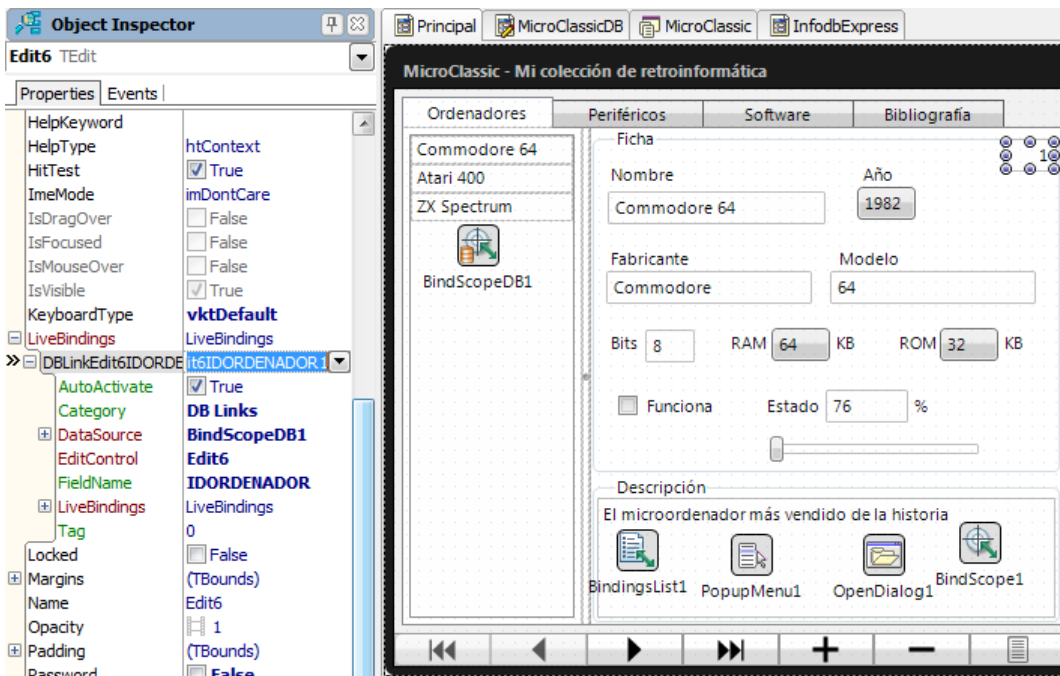 Object Inspector
Edit6 TEdit
Properties Events
HelpKeyword
HelpType htContext
HitTest True
ImeMode imDontCare
IsDragOver False
IsFocused False
IsMouseOver False
IsVisible True
KeyboardType vktDefault
LiveBindings LiveBindings
DBLinkEdit6IDORDE it6IDORDENADOR1
AutoActivate True
Category DB Links
DataSource BindScopeDB1
EditControl Edit6
FieldName IDORDENADOR
LiveBindings LiveBindings
Tag 0
Locked False
Margins (TBounds)
Name Edit6
Opacity 1
Padding (TBounds)
Password False
Principal MicroClassicDB MicroClassic InfodbExpress
MicroClassic - Mi colección de retroinformática
Ordenadores Periféricos Software Bibliografía
Commodore 64
Atari 400
ZX Spectrum
BindScopeDB1
Ficha
1
Nombre Año
Commodore 64 1982
Fabricante Modelo
Commodore 64
Bits 8 RAM 64 KB ROM 32 KB
Funciona Estado 76 %
Descripción
El microordenador más vendido de la historia
BindingsList1 PopupMenu1 OpenDialog1 BindScope1